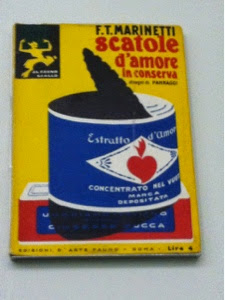 F.T. MARINETTI
scatole
d'amore
in conserva
IL FAUNO
GIALLO
Estratto d'Amore
CONCENTRATO NEL VUOTO
MARCA
DEPOSITATA
EDIZIONI D'ARTE FAUNO - ROMA - Lire 4